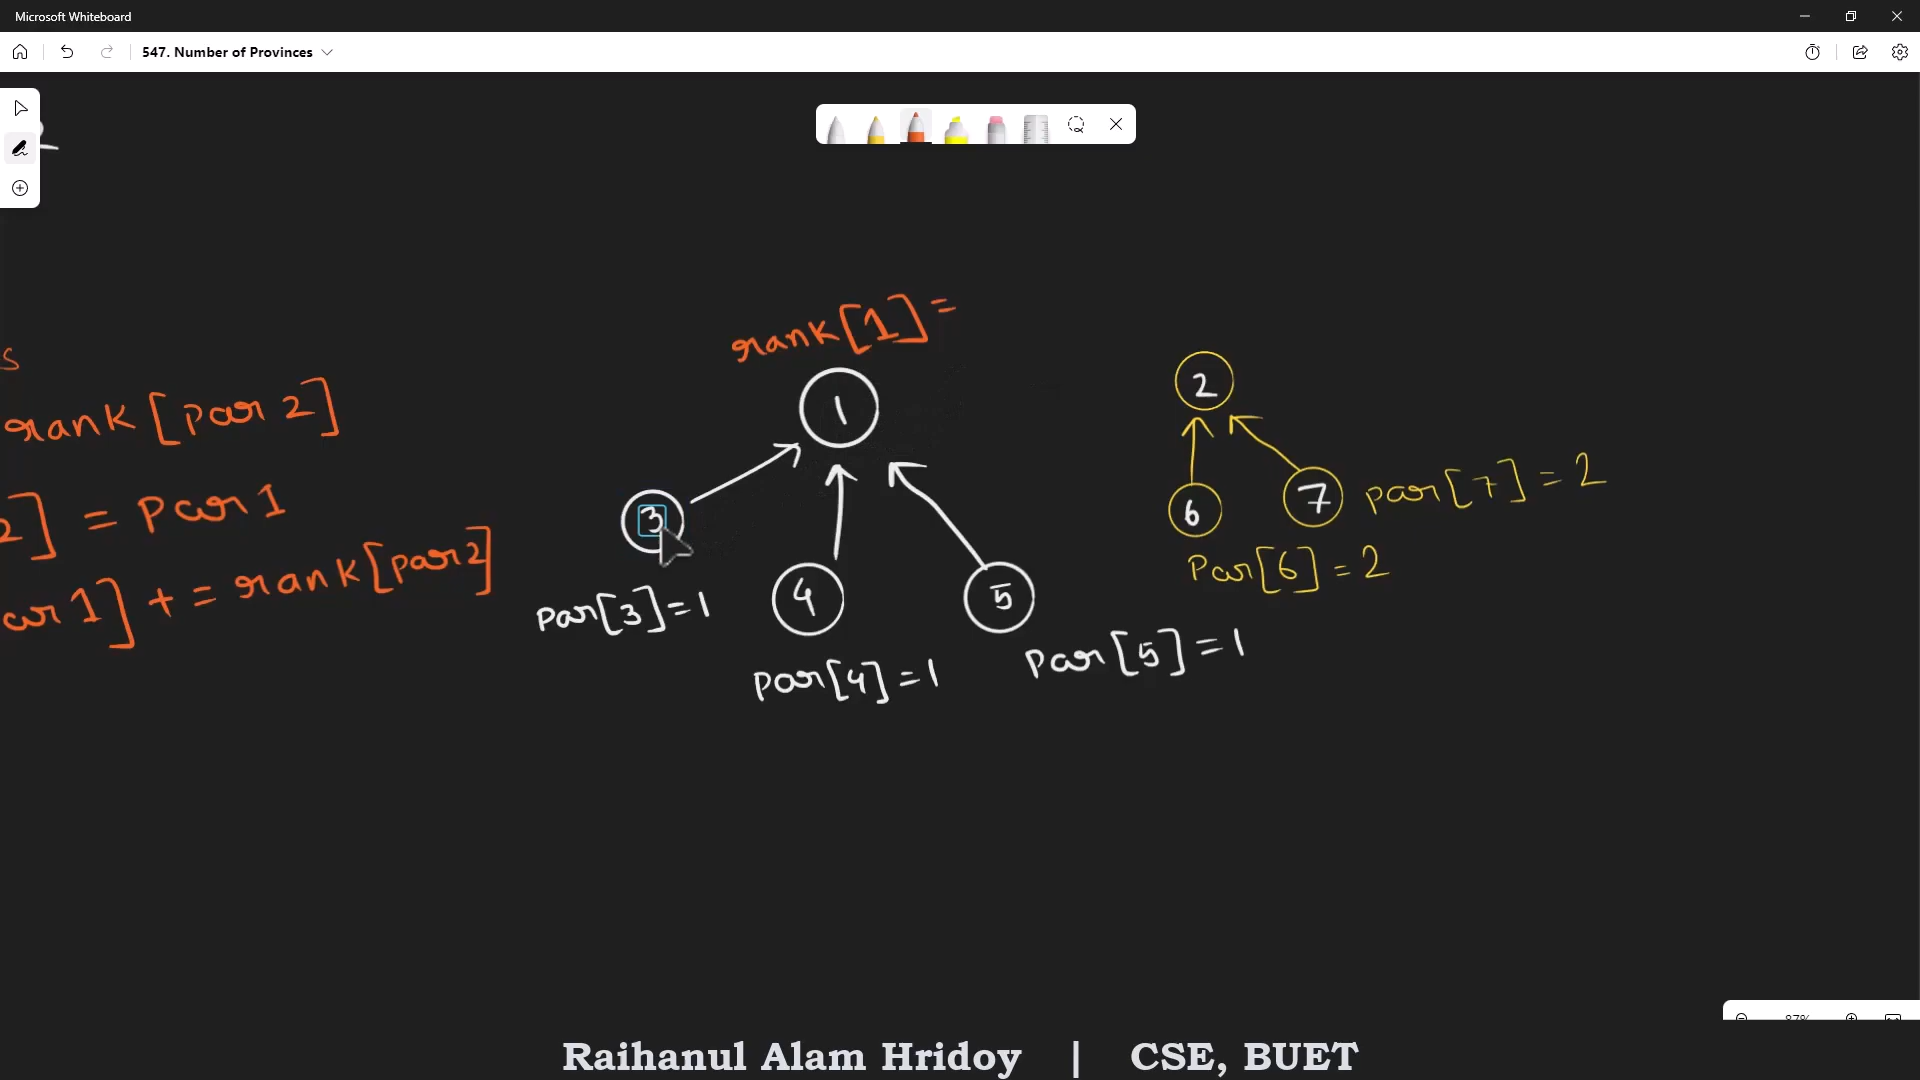 Microsoft Whiteboard
547. Number of Provinces
s
rank [par 2]
2] = par 1
par 1] += rank[par 2]
rank[1] =
1
3
4
5
par[3]=1
par[4]=1
par[5]=1
2
6
7
par[7] = 2
par[6] = 2
87%
Raihanul Alam Hridoy | CSE, BUET